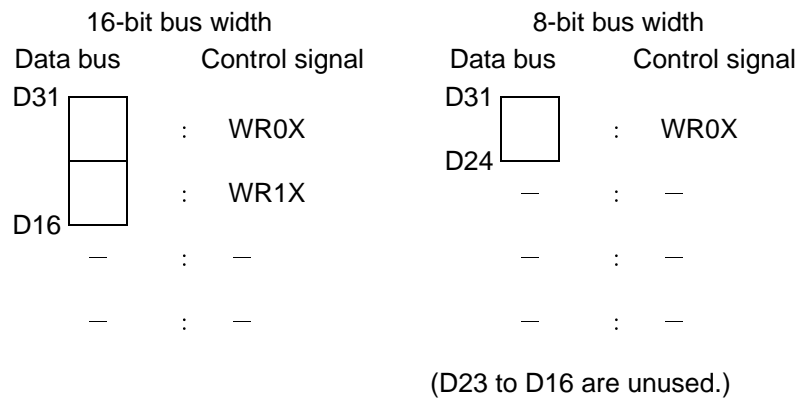 16-bit bus width 8-bit bus width
Data bus Control signal Data bus Control signal
D31 D31
: WR0X : WR0X
D24
: WR1X – : –
D16
– : – – : –
– : – – : –
(D23 to D16 are unused.)